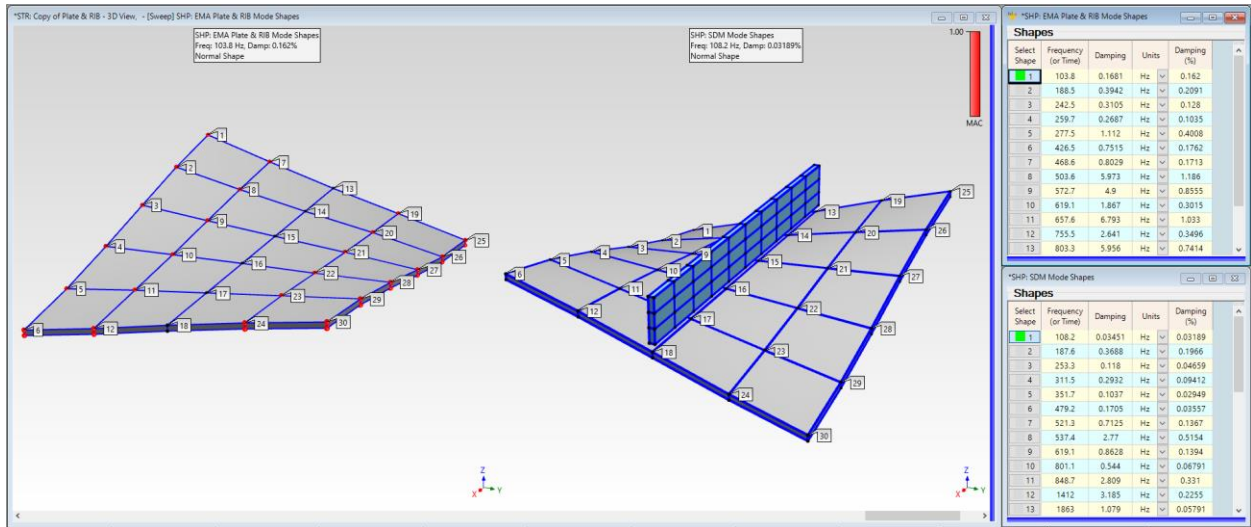 *STR: Copy of Plate & RIB - 3D View, - [Sweep] SHP: EMA Plate & RIB Mode Shapes
SHP: EMA Plate & RIB Mode Shapes
Freq: 103.8 Hz, Damp: 0.162%
Normal Shape
SHP: SDM Mode Shapes
Freq: 108.2 Hz, Damp: 0.03189%
Normal Shape
1.00
MAC
1
2
3
4
5
6
7
8
9
10
11
12
13
14
15
16
17
18
19
20
21
22
23
24
25
26
27
28
29
30
1
2
3
4
5
6
8
9
10
11
12
13
14
15
16
17
18
19
20
21
22
23
24
25
26
27
28
29
30
Z
X Y
Z
X Y
*SHP: EMA Plate & RIB Mode Shapes
Shapes
Select Shape Frequency (or Time) Damping Units Damping (%)
1 103.8 0.1681 Hz 0.162
2 188.5 0.3942 Hz 0.2091
3 242.5 0.3105 Hz 0.128
4 259.7 0.2687 Hz 0.1035
5 277.5 1.112 Hz 0.4008
6 426.5 0.7515 Hz 0.1762
7 468.6 0.8029 Hz 0.1713
8 503.6 5.973 Hz 1.186
9 572.7 4.9 Hz 0.8555
10 619.1 1.867 Hz 0.3015
11 657.6 6.793 Hz 1.033
12 755.5 2.641 Hz 0.3496
13 803.3 5.956 Hz 0.7414
*SHP: SDM Mode Shapes
Shapes
Select Shape Frequency (or Time) Damping Units Damping (%)
1 108.2 0.03451 Hz 0.03189
2 187.6 0.3688 Hz 0.1966
3 253.3 0.118 Hz 0.04659
4 311.5 0.2932 Hz 0.09412
5 351.7 0.1037 Hz 0.02949
6 479.2 0.1705 Hz 0.03557
7 521.3 0.7125 Hz 0.1367
8 537.4 2.77 Hz 0.5154
9 619.1 0.8628 Hz 0.1394
10 801.1 0.544 Hz 0.06791
11 848.7 2.809 Hz 0.331
12 1412 3.185 Hz 0.2255
13 1863 1.079 Hz 0.05791